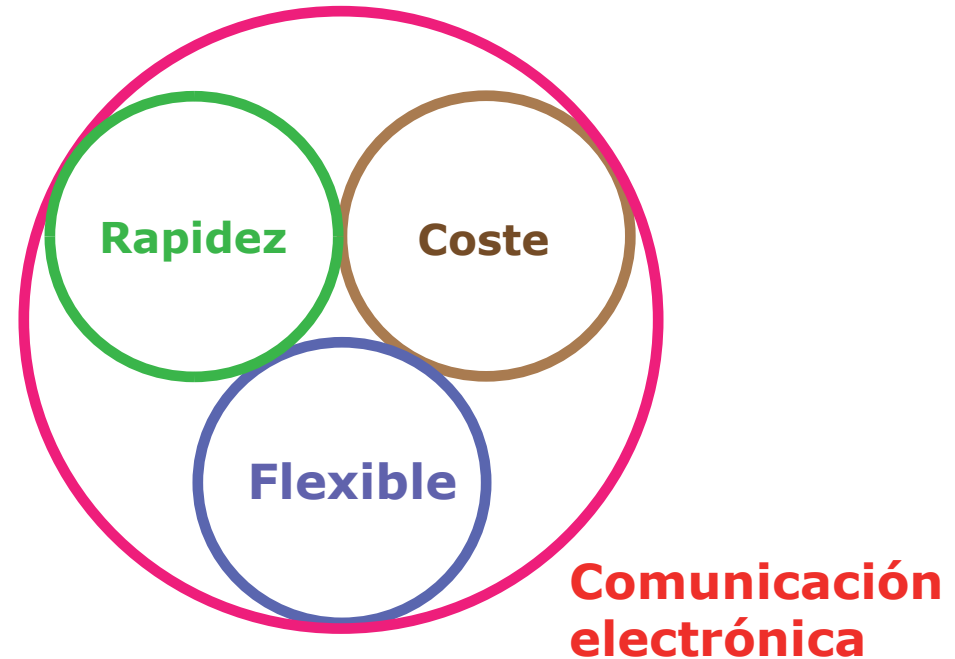 Rapidez
Coste
Flexible
Comunicación
electrónica